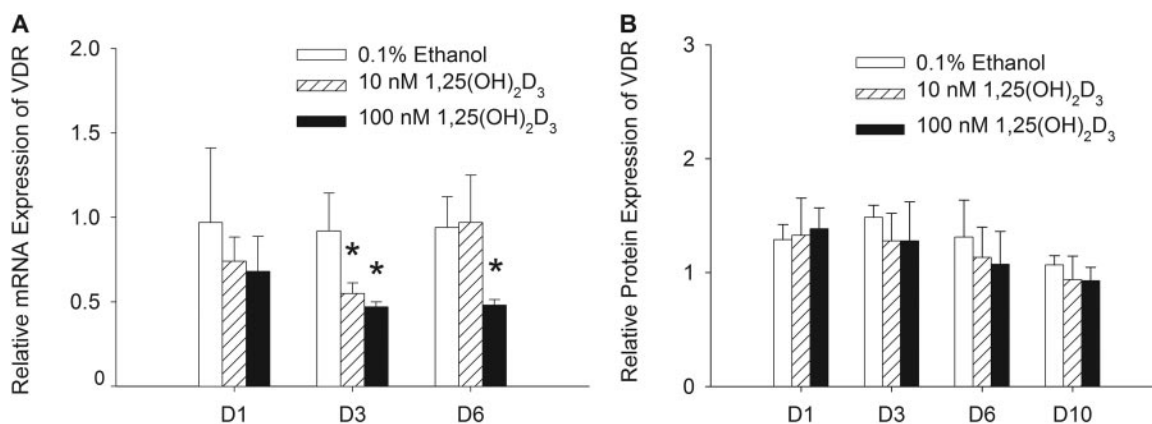 A
Relative mRNA Expression of VDR
2.0
1.5
1.0
0.5
0
0.1% Ethanol
10 nM 1,25(OH)₂D₃
100 nM 1,25(OH)₂D₃
*
*
*
D1
D3
D6
B
Relative Protein Expression of VDR
3
2
1
0
0.1% Ethanol
10 nM 1,25(OH)₂D₃
100 nM 1,25(OH)₂D₃
D1
D3
D6
D10